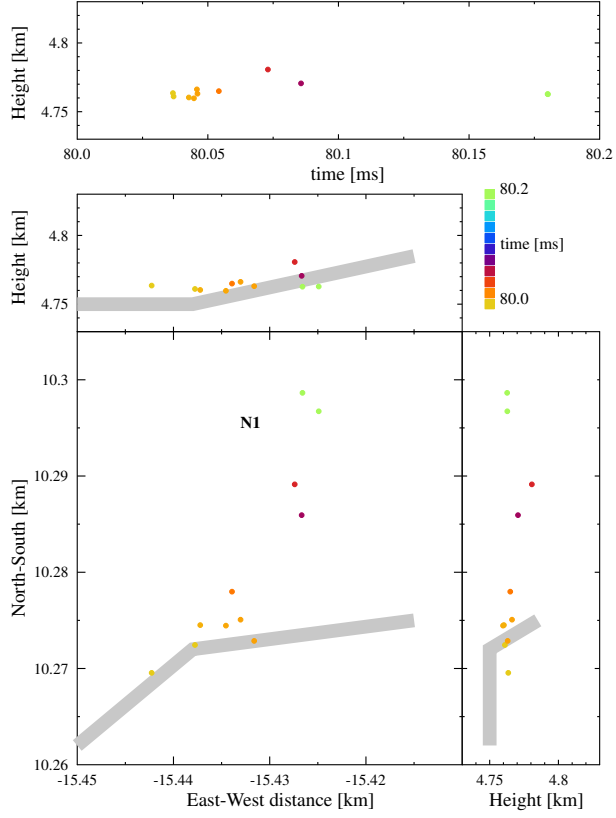 Height [km]
4.8
4.75
80.0
80.05
80.1
80.15
80.2
time [ms]
Height [km]
4.8
4.75
80.2
time [ms]
80.0
North-South [km]
10.3
10.29
10.28
10.27
10.26
N1
-15.45
-15.44
-15.43
-15.42
East-West distance [km]
4.75
4.8
Height [km]